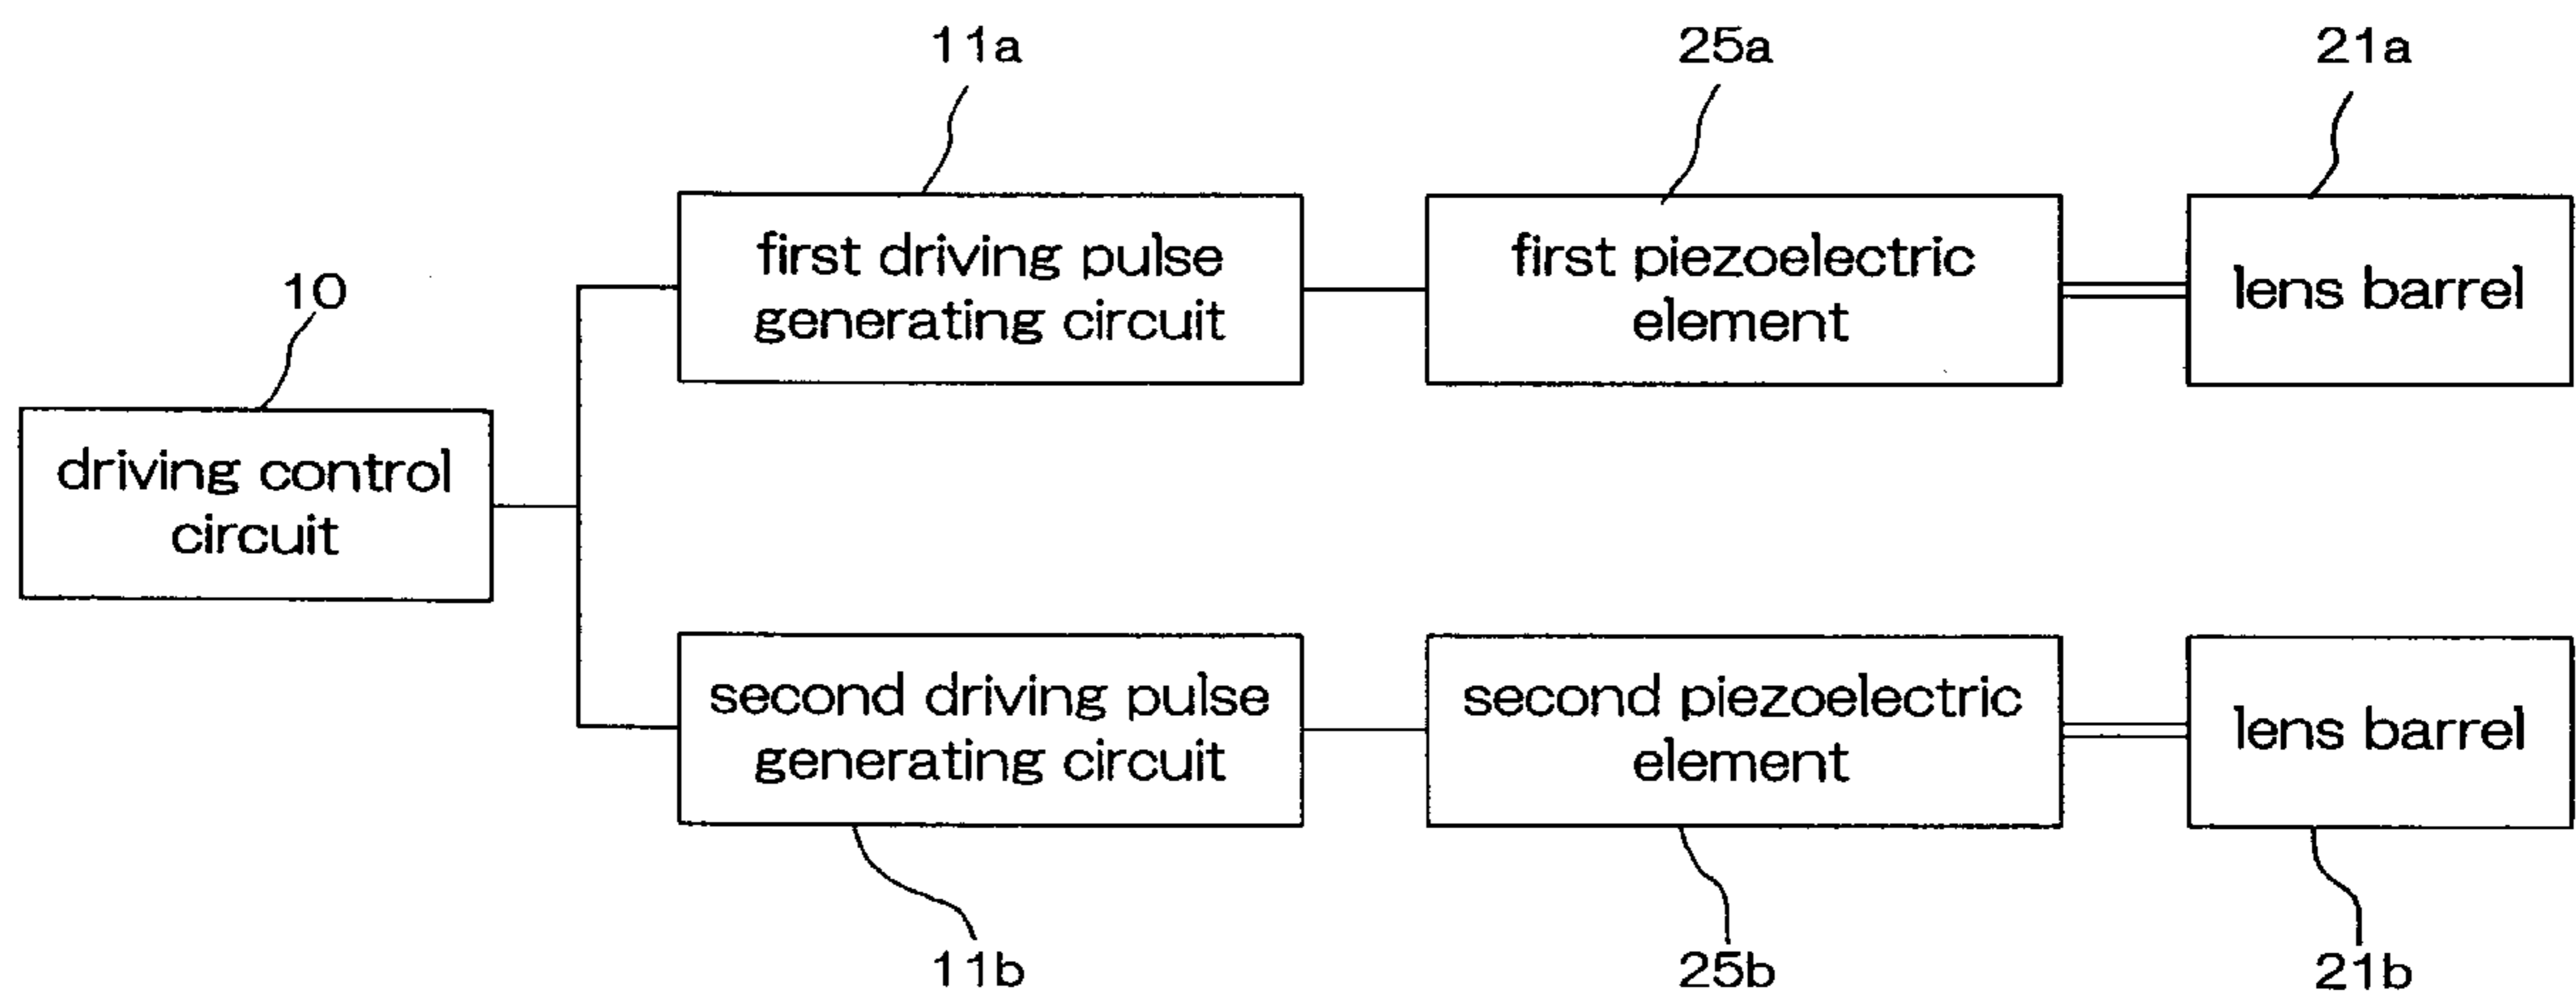 11a
25a
21a
10
first driving pulse
generating circuit
first piezoelectric
element
lens barrel
driving control
circuit
second driving pulse
generating circuit
second piezoelectric
element
lens barrel
11b
25b
21b